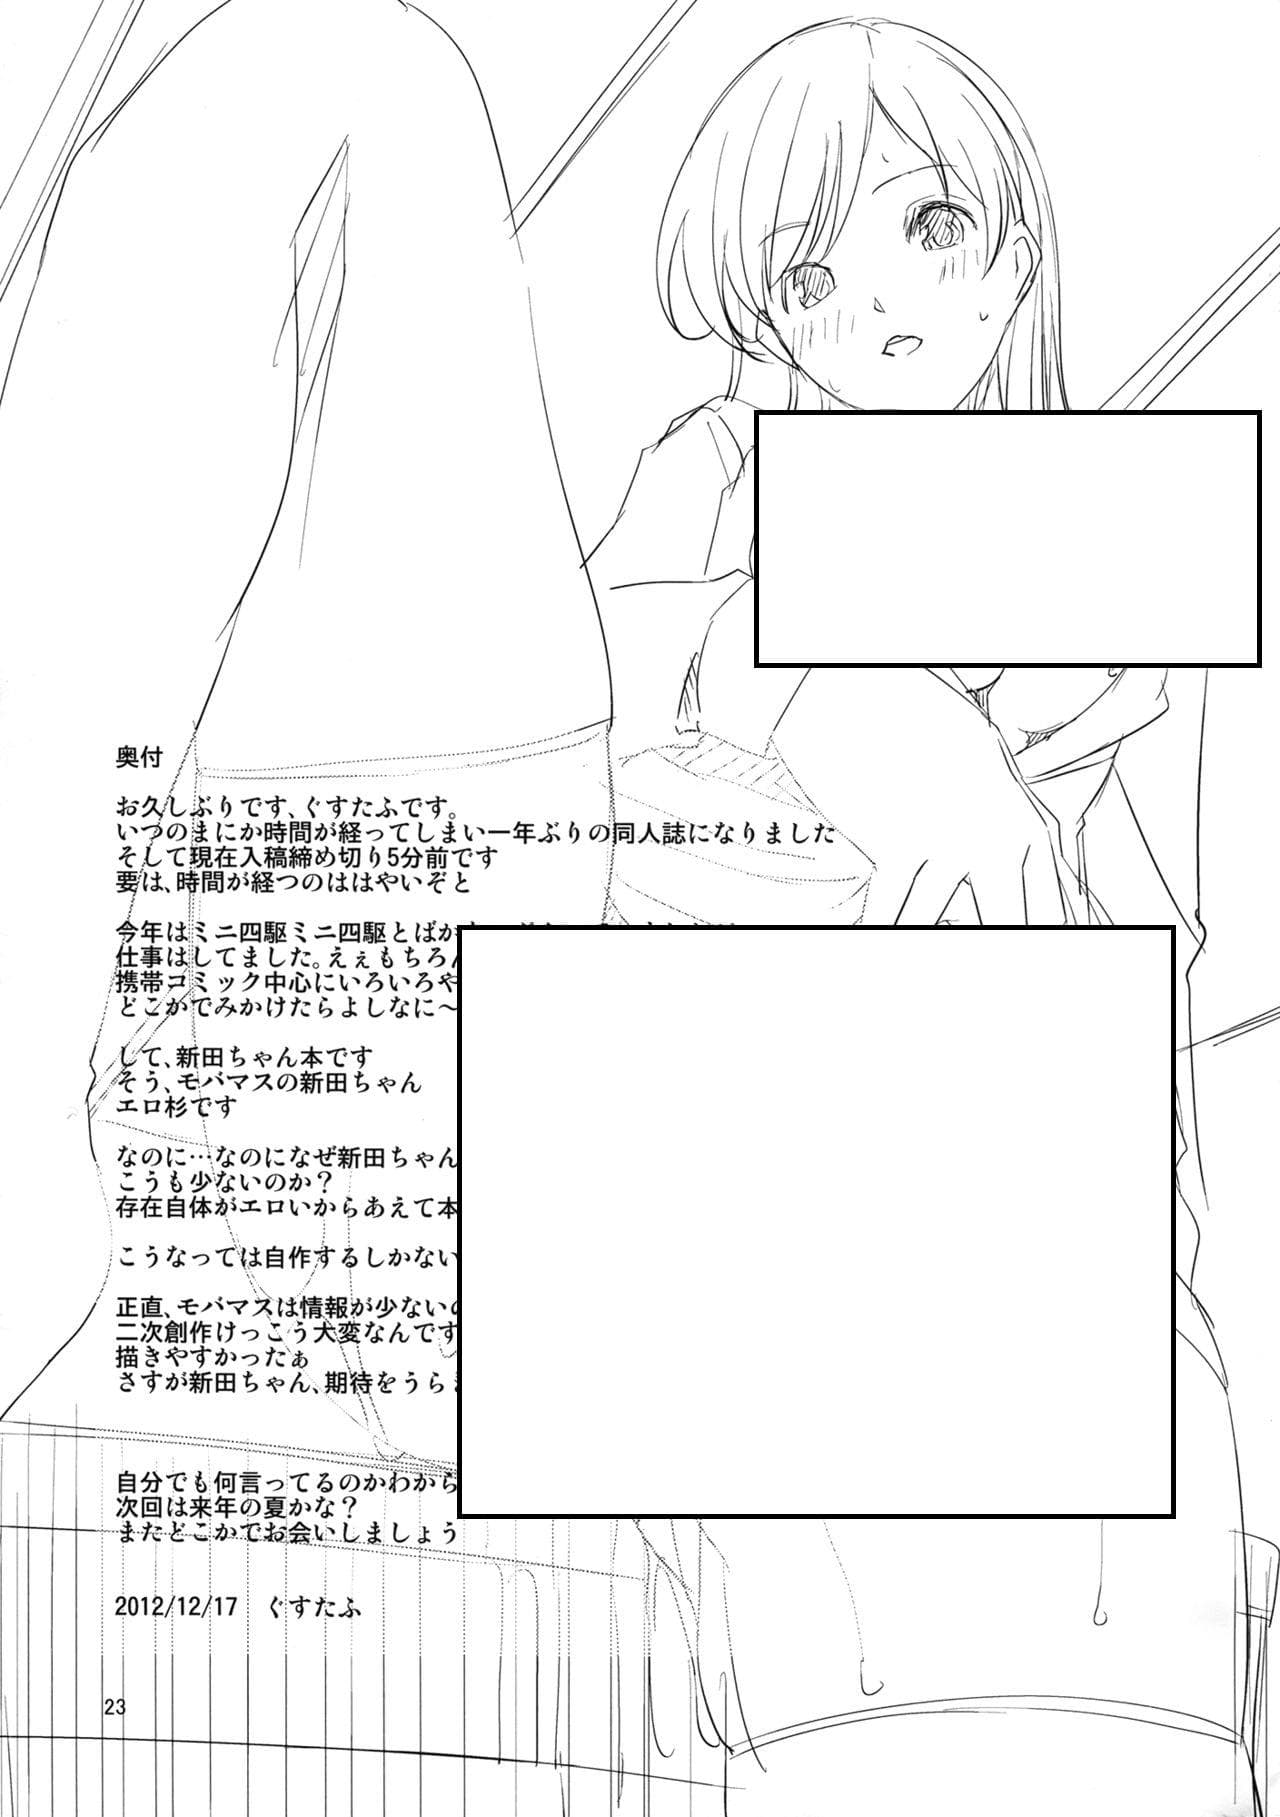 奥付
お久しぶりです、ぐすたふです。
いつのまにか時間が経ってしまい一年ぶりの同人誌になりました
そして現在入稿締め切り5分前です
要は、時間が経つのははやいぞと
今年はミニ四駆ミニ四駆とばか
仕事はしてました。えぇもちろん
携帯コミック中心にいろいろや
どこかでみかけたらよしなに～
して、新田ちゃん本です
そう、モバマスの新田ちゃん
エロ杉です
なのに…なのになぜ新田ちゃん
こうも少ないのか？
存在自体がエロいからあえて本
こうなっては自作するしかない
正直、モバマスは情報が少ないの
二次創作けっこう大変なんです
描きやすかったぁ
さすが新田ちゃん、期待をうら
自分でも何言ってるのかわから
次回は来年の夏かな？
またどこかでお会いしましょう
2012/12/17　ぐすたふ
23